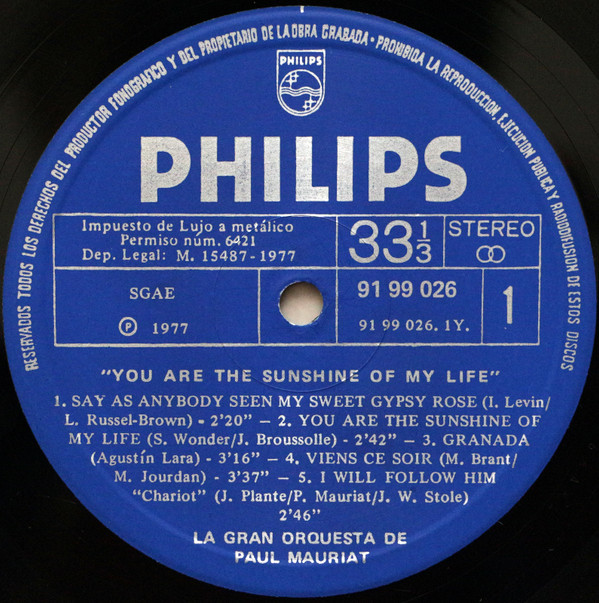 RESERVADOS TODOS LOS DERECHOS DEL PRODUCTOR FONOGRAFICO Y DEL PROPIETARIO DE LA OBRA GRABADA • PROHIBIDA LA REPRODUCCION, EJECUCION PUBLICA Y RADIODIFUSION DE ESTOS DISCOS
PHILIPS
PHILIPS
Impuesto de Lujo a metálico
Permiso núm. 6421
Dep. Legal: M. 15487-1977
33 1/3
STEREO
SGAE
℗ 1977
91 99 026
91 99 026. 1Y.
1
"YOU ARE THE SUNSHINE OF MY LIFE"
1. SAY AS ANYBODY SEEN MY SWEET GYPSY ROSE (I. Levin/
L. Russel-Brown) - 2'20" — 2. YOU ARE THE SUNSHINE OF
MY LIFE (S. Wonder/J. Broussolle) - 2'42" — 3. GRANADA
(Agustín Lara) - 3'16" — 4. VIENS CE SOIR (M. Brant/
M. Jourdan) - 3'37" — 5. I WILL FOLLOW HIM
"Chariot" (J. Plante/P. Mauriat/J. W. Stole)
2'46"
LA GRAN ORQUESTA DE
PAUL MAURIAT